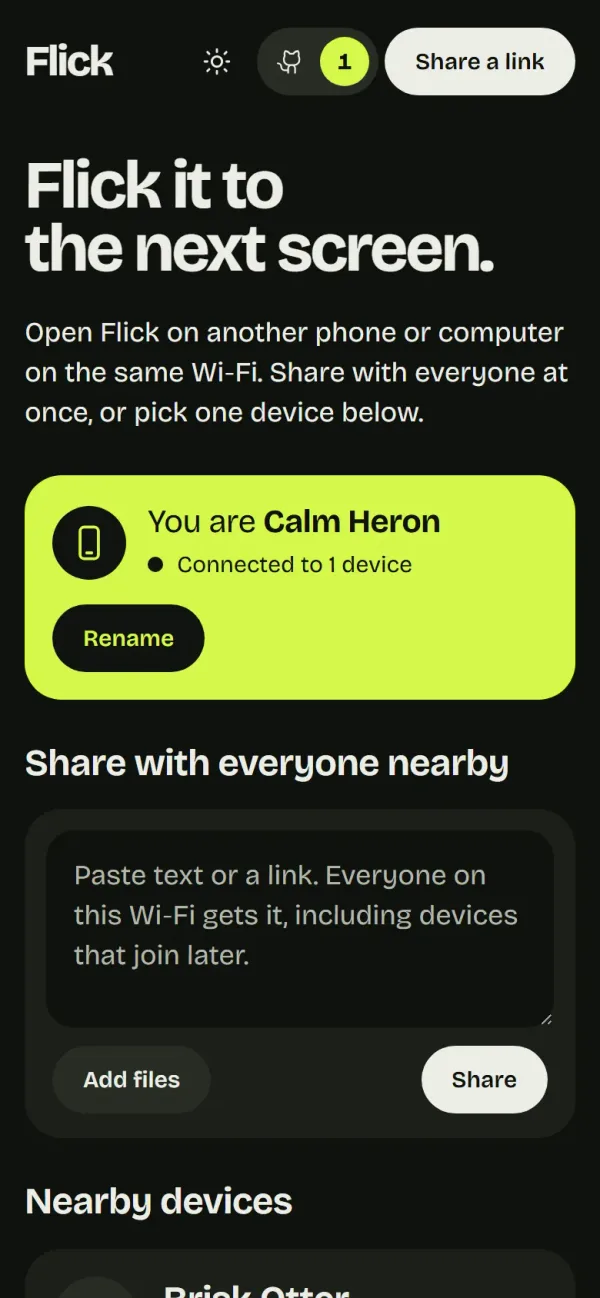 Flick
1
Share a link
Flick it to
the next screen.
Open Flick on another phone or computer
on the same Wi-Fi. Share with everyone at
once, or pick one device below.
You are Calm Heron
Connected to 1 device
Rename
Share with everyone nearby
Paste text or a link. Everyone on
this Wi-Fi gets it, including devices
that join later.
Add files
Share
Nearby devices
Brisk Otter